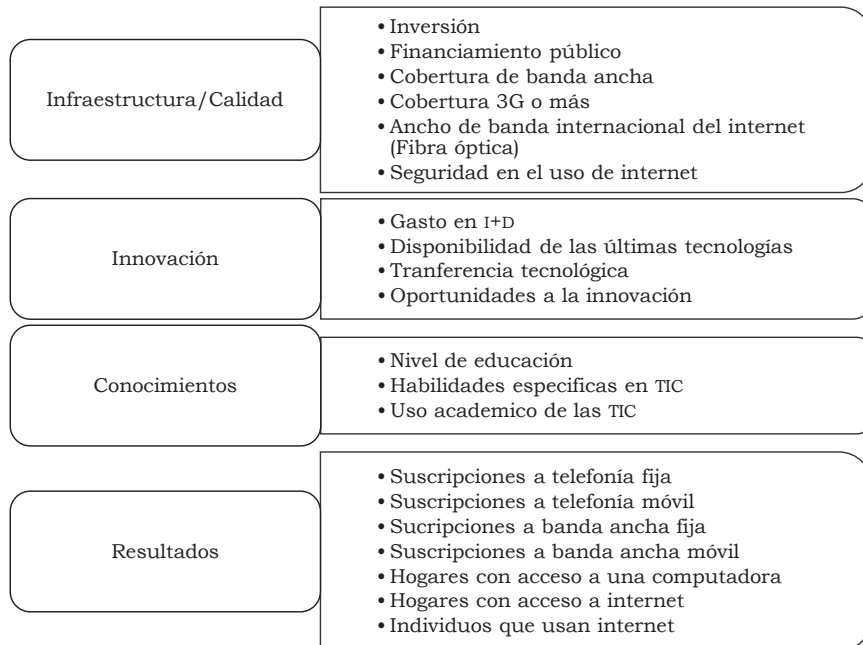 Infraestructura/Calidad
• Inversión
• Financiamiento público
• Cobertura de banda ancha
• Cobertura 3G o más
• Ancho de banda internacional del internet
(Fibra óptica)
• Seguridad en el uso de internet
Innovación
• Gasto en I+D
• Disponibilidad de las últimas tecnologías
• Tranferencia tecnológica
• Oportunidades a la innovación
Conocimientos
• Nivel de educación
• Habilidades especificas en TIC
• Uso academico de las TIC
Resultados
• Suscripciones a telefonía fija
• Suscripciones a telefonía móvil
• Sucripciones a banda ancha fija
• Suscripciones a banda ancha móvil
• Hogares con acceso a una computadora
• Hogares con acceso a internet
• Individuos que usan internet